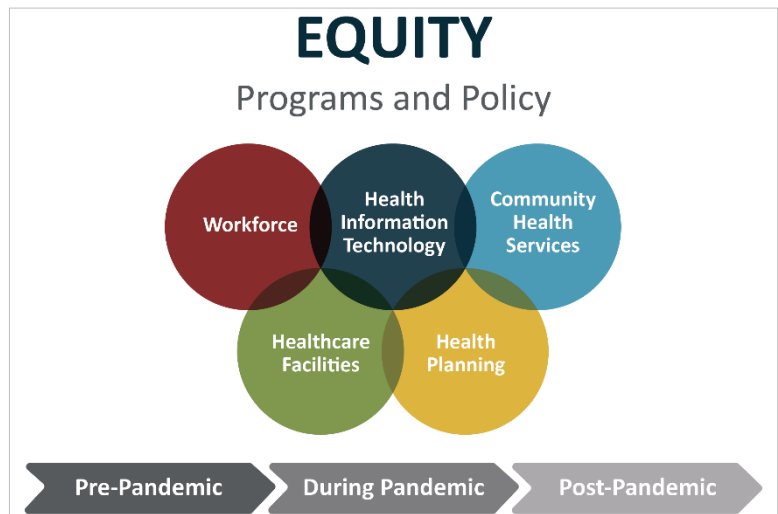 EQUITY
Programs and Policy
Workforce
Health
Information
Technology
Community
Health
Services
Healthcare
Facilities
Health
Planning
Pre-Pandemic
During Pandemic
Post-Pandemic